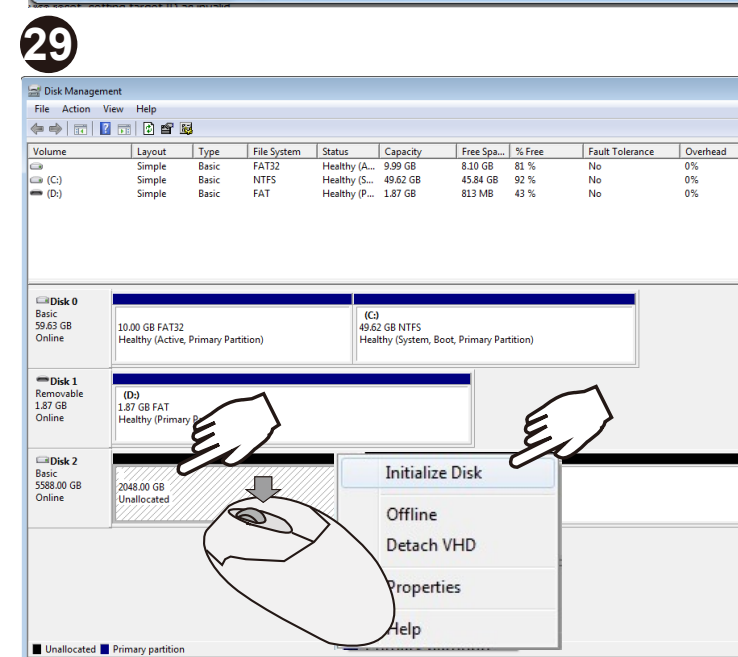 29
Disk Management
File Action View Help
Volume Layout Type File System Status Capacity Free Spa... % Free Fault Tolerance Overhead
Simple Basic FAT32 Healthy (A... 9.99 GB 8.10 GB 81 % No 0%
(C:) Simple Basic NTFS Healthy (S... 49.62 GB 45.84 GB 92 % No 0%
(D:) Simple Basic FAT Healthy (P... 1.87 GB 813 MB 43 % No 0%
Disk 0
Basic
59.63 GB
Online
10.00 GB FAT32
Healthy (Active, Primary Partition)
(C:)
49.62 GB NTFS
Healthy (System, Boot, Primary Partition)
Disk 1
Removable
1.87 GB
Online
(D:)
1.87 GB FAT
Healthy (Primary
Disk 2
Basic
5588.00 GB
Online
2048.00 GB
Unallocated
Initialize Disk
Offline
Detach VHD
Properties
Help
Unallocated Primary partition